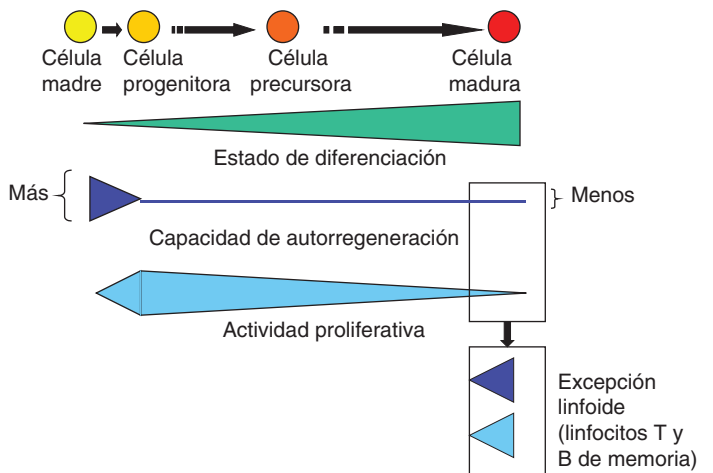 Célula
madre
Célula
progenitora
Célula
precursora
Célula
madura
Estado de diferenciación
Más
Menos
Capacidad de autorregeneración
Actividad proliferativa
Excepción
linfoide
(linfocitos T y
B de memoria)